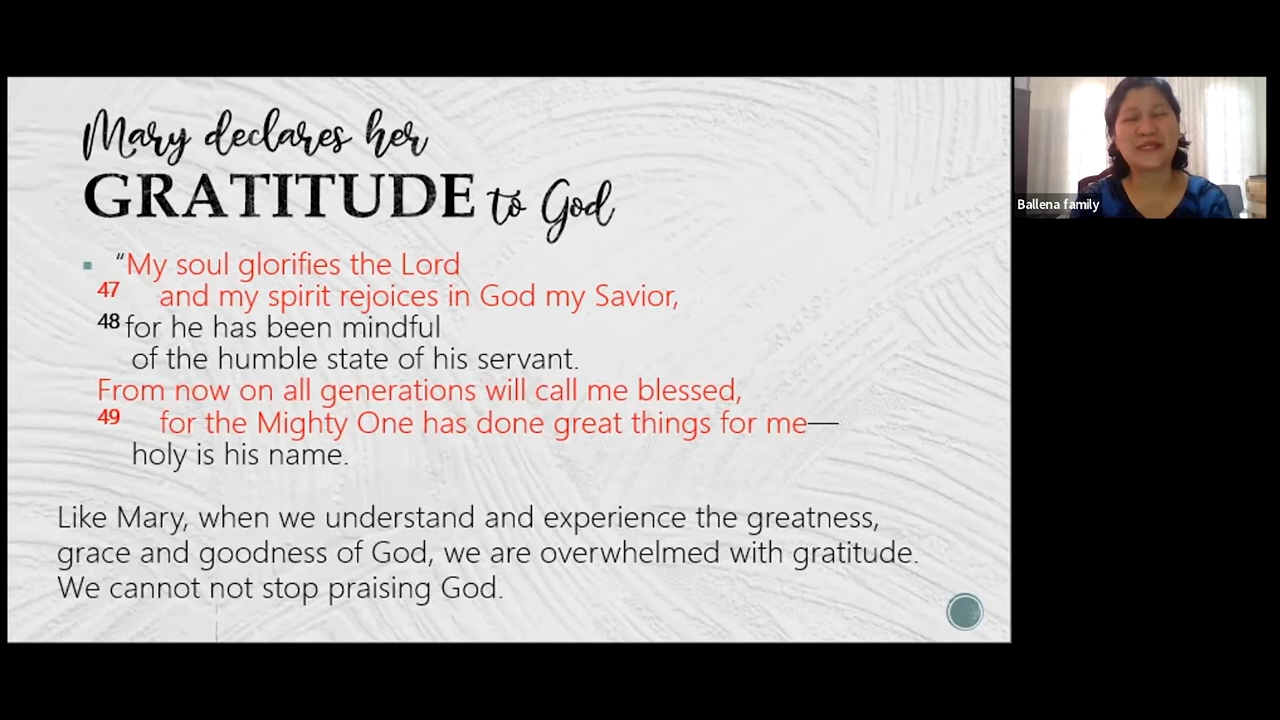 Mary declares her
GRATITUDE to God
“My soul glorifies the Lord
47 and my spirit rejoices in God my Savior,
48 for he has been mindful
of the humble state of his servant.
From now on all generations will call me blessed,
49 for the Mighty One has done great things for me—
holy is his name.
Like Mary, when we understand and experience the greatness,
grace and goodness of God, we are overwhelmed with gratitude.
We cannot not stop praising God.
Ballena family